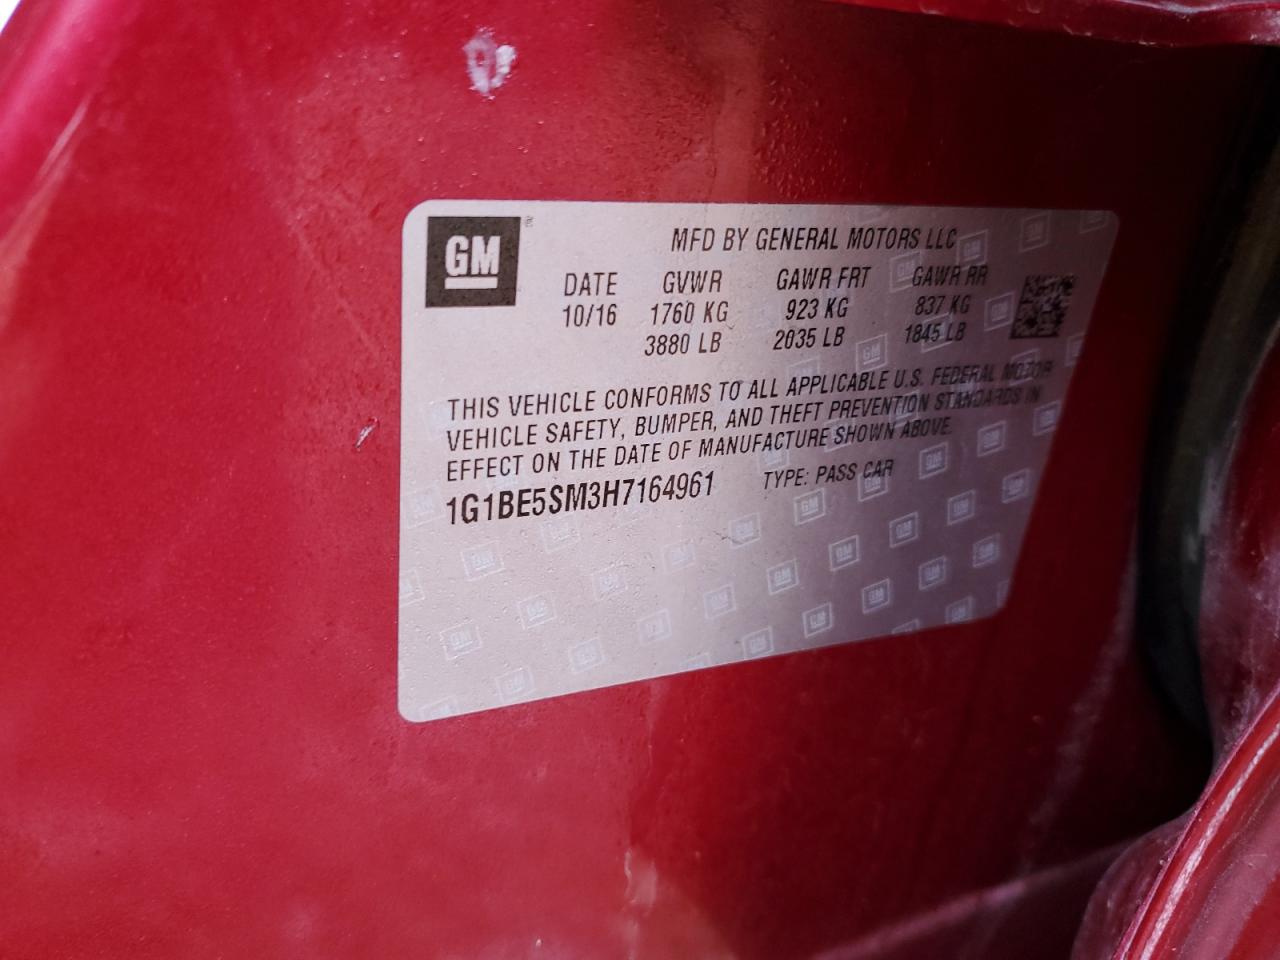 GM
MFD BY GENERAL MOTORS LLC
DATE GVWR GAWR FRT GAWR RR
10/16 1760 KG 923 KG 837 KG
3880 LB 2035 LB 1845 LB
THIS VEHICLE CONFORMS TO ALL APPLICABLE U.S. FEDERAL MOTOR
VEHICLE SAFETY, BUMPER, AND THEFT PREVENTION STANDARDS IN
EFFECT ON THE DATE OF MANUFACTURE SHOWN ABOVE.
1G1BE5SM3H7164961 TYPE: PASS CAR